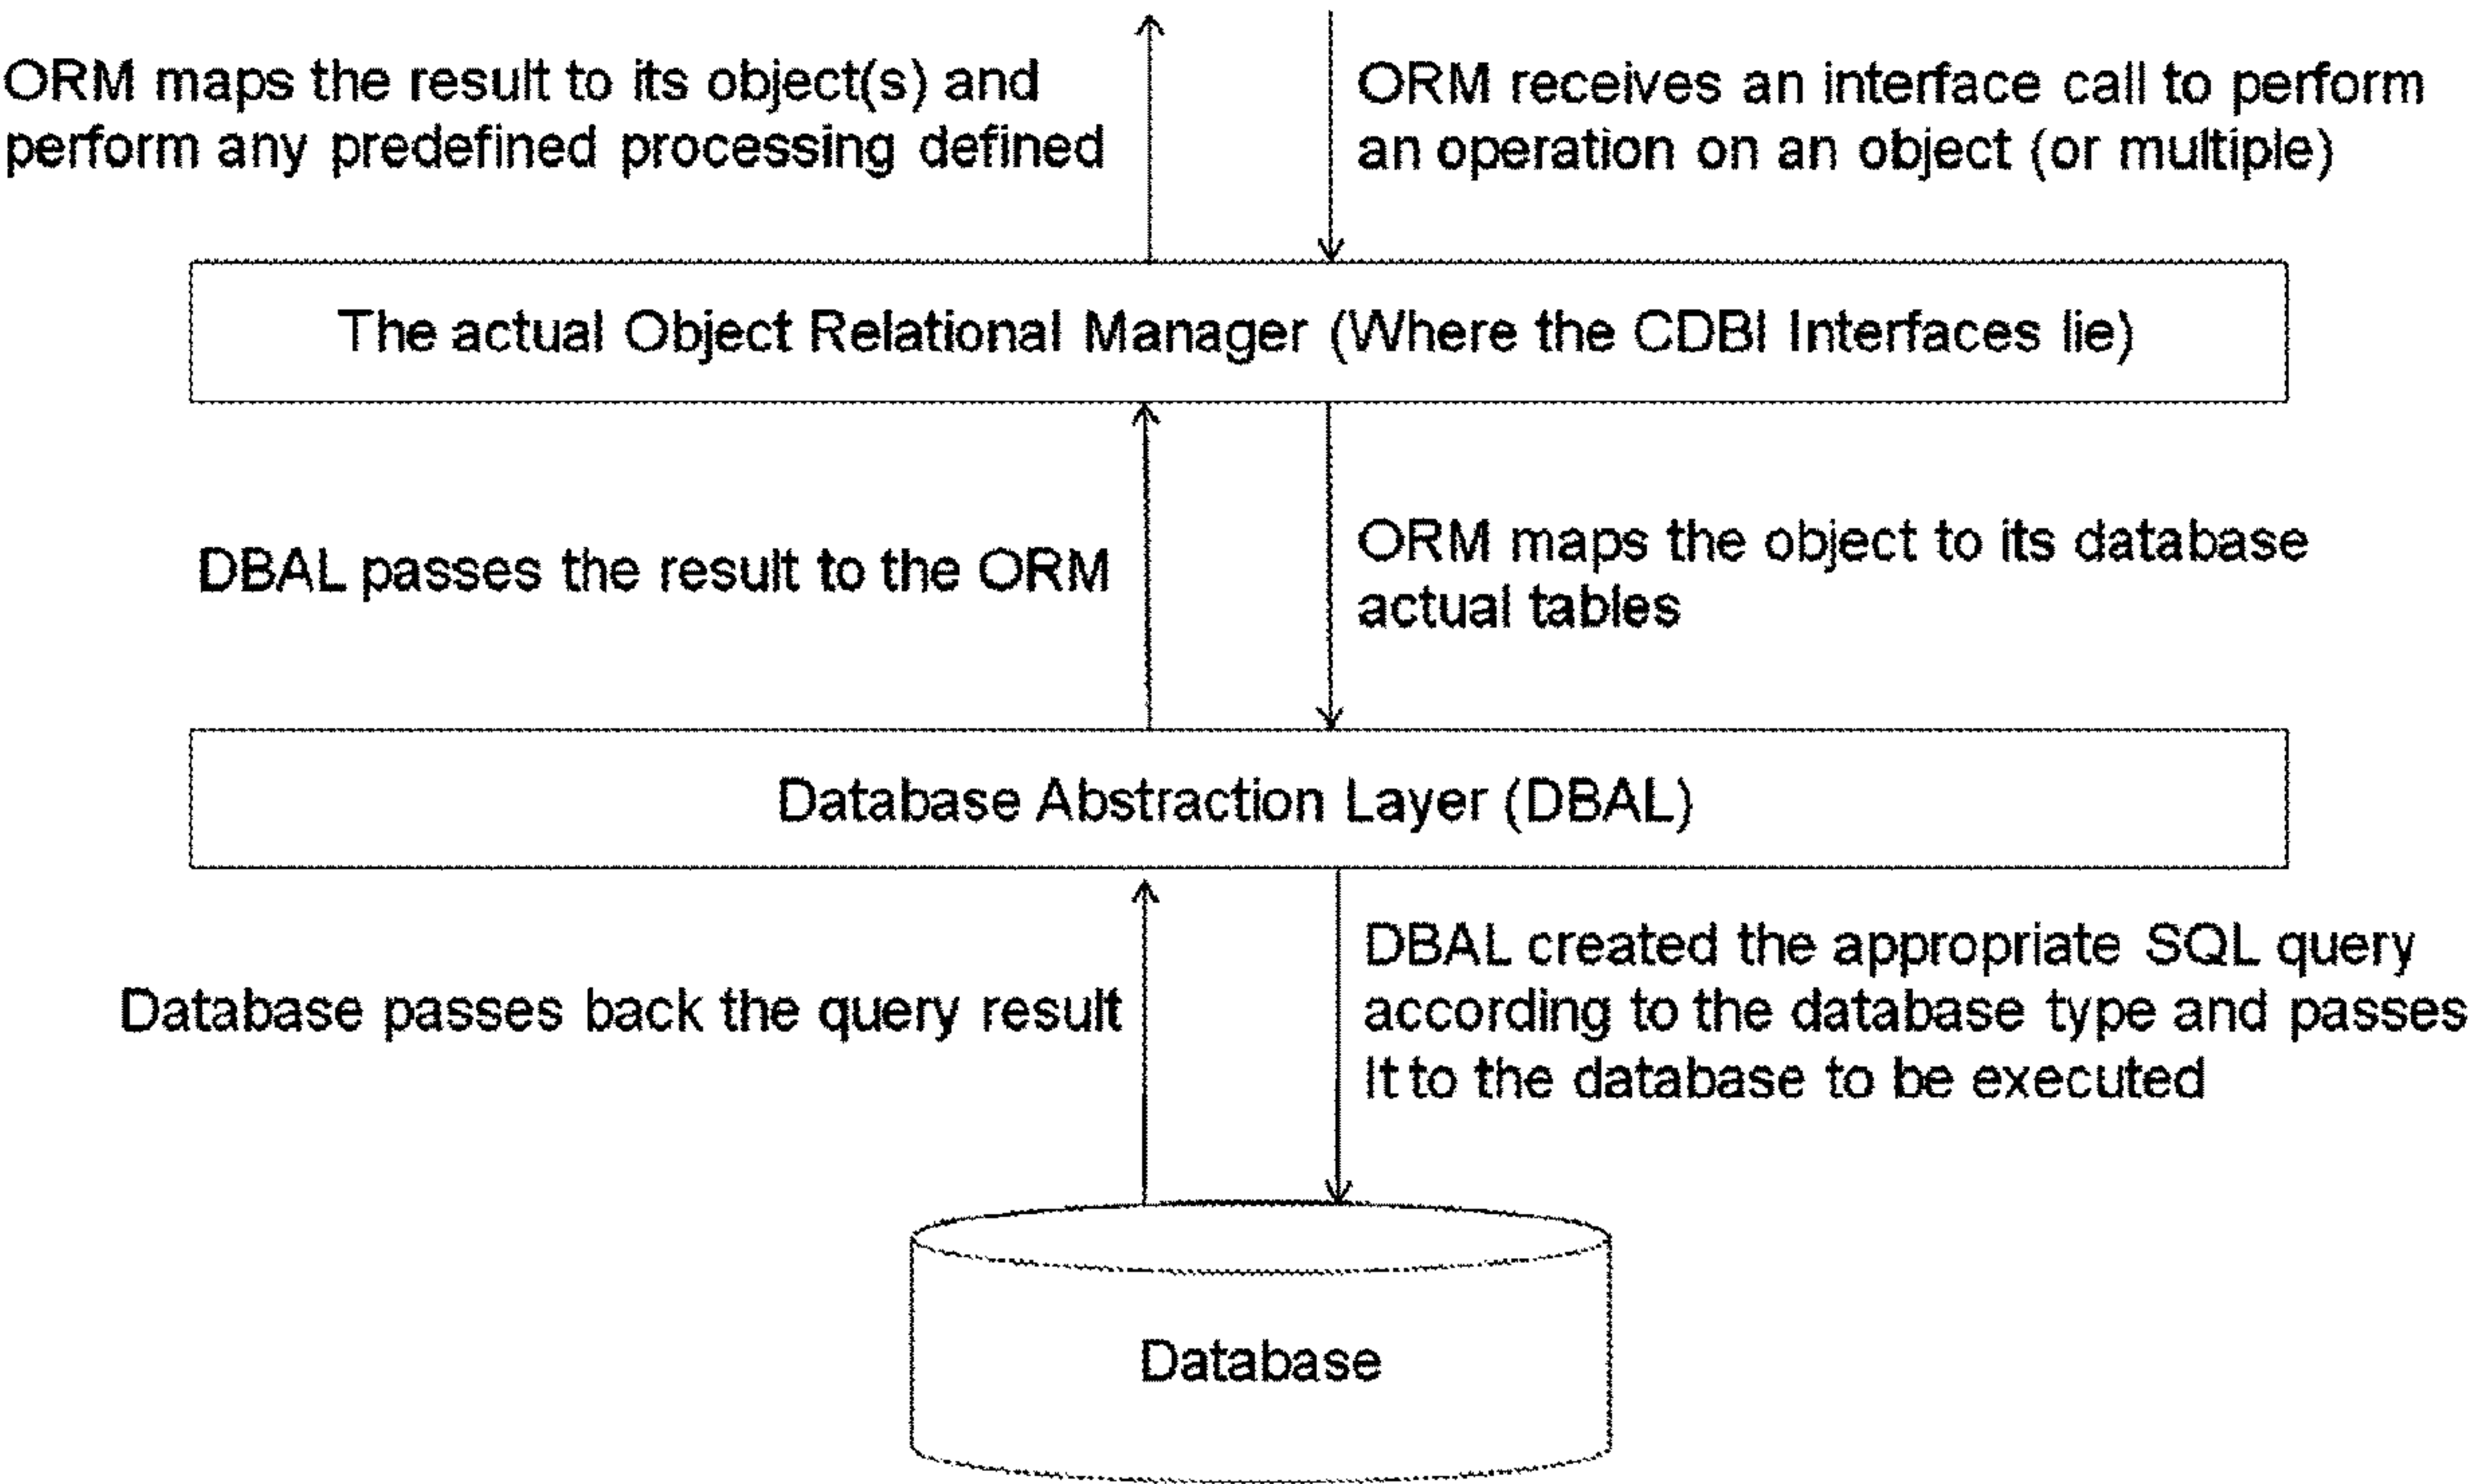 ORM maps the result to its object(s) and
perform any predefined processing defined
ORM receives an interface call to perform
an operation on an object (or multiple)
The actual Object Relational Manager (Where the CDBI Interfaces lie)
DBAL passes the result to the ORM
ORM maps the object to its database
actual tables
Database Abstraction Layer (DBAL)
Database passes back the query result
DBAL created the appropriate SQL query
according to the database type and passes
It to the database to be executed
Database